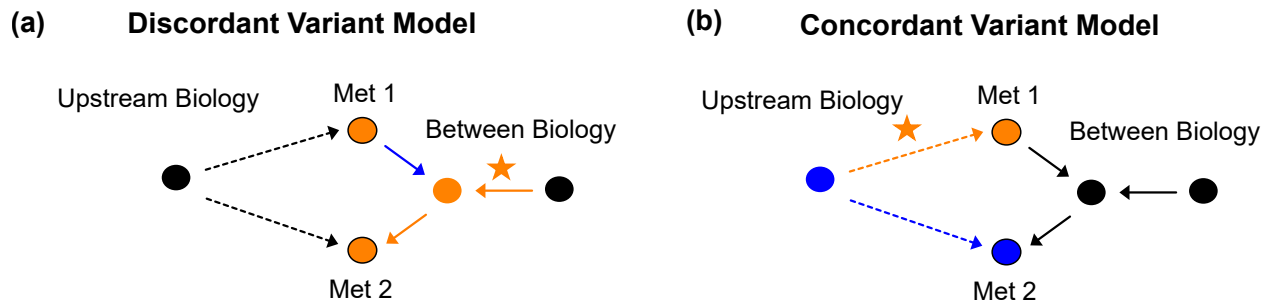 (a) Discordant Variant Model
Upstream Biology
Met 1
Between Biology
Met 2
(b) Concordant Variant Model
Upstream Biology
Met 1
Between Biology
Met 2